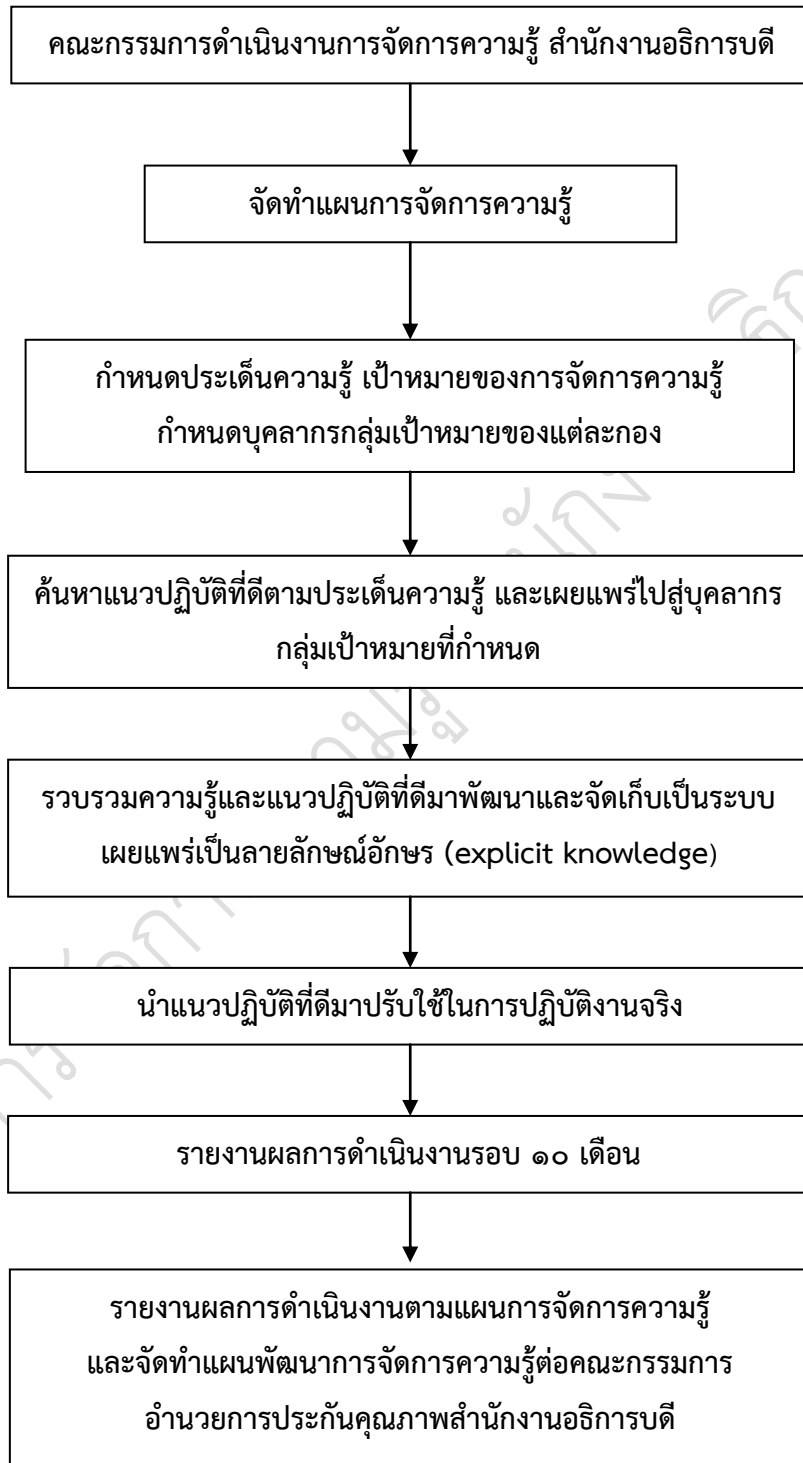 คณะกรรมการดำเนินงานการจัดการความรู้ สำนักงานอธิการบดี
จัดทำแผนการจัดการความรู้
กำหนดประเด็นความรู้ เป้าหมายของการจัดการความรู้
กำหนดบุคลากรกลุ่มเป้าหมายของแต่ละกอง
ค้นหาแนวปฏิบัติที่ดีตามประเด็นความรู้ และเผยแพร่ไปสู่บุคลากร
กลุ่มเป้าหมายที่กำหนด
รวบรวมความรู้และแนวปฏิบัติที่ดีมาพัฒนาและจัดเก็บเป็นระบบ
เผยแพร่เป็นลายลักษณ์อักษร (explicit knowledge)
นำแนวปฏิบัติที่ดีมาปรับใช้ในการปฏิบัติงานจริง
รายงานผลการดำเนินงานรอบ ๑๐ เดือน
รายงานผลการดำเนินงานตามแผนการจัดการความรู้
และจัดทำแผนพัฒนาการจัดการความรู้ต่อคณะกรรมการ
อำนวยการประกันคุณภาพสำนักงานอธิการบดี